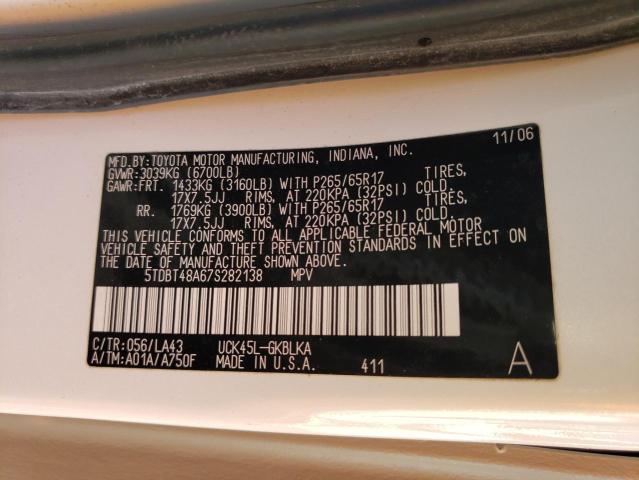 MFD.BY:TOYOTA MOTOR MANUFACTURING, INDIANA, INC. 11/06
GVWR:3039KG (6700LB)
GAWR:FRT. 1433KG (3160LB) WITH P265/65R17 TIRES,
17X7.5JJ RIMS, AT 220KPA (32PSI) COLD.
RR. 1769KG (3900LB) WITH P265/65R17 TIRES,
17X7.5JJ RIMS, AT 220KPA (32PSI) COLD.
THIS VEHICLE CONFORMS TO ALL APPLICABLE FEDERAL MOTOR
VEHICLE SAFETY AND THEFT PREVENTION STANDARDS IN EFFECT ON
THE DATE OF MANUFACTURE SHOWN ABOVE.
5TDBT48A67S282138 MPV
C/TR:056/LA43 UCK45L-GKBLKA
A/TM:A01A/A750F MADE IN U.S.A. 411 A